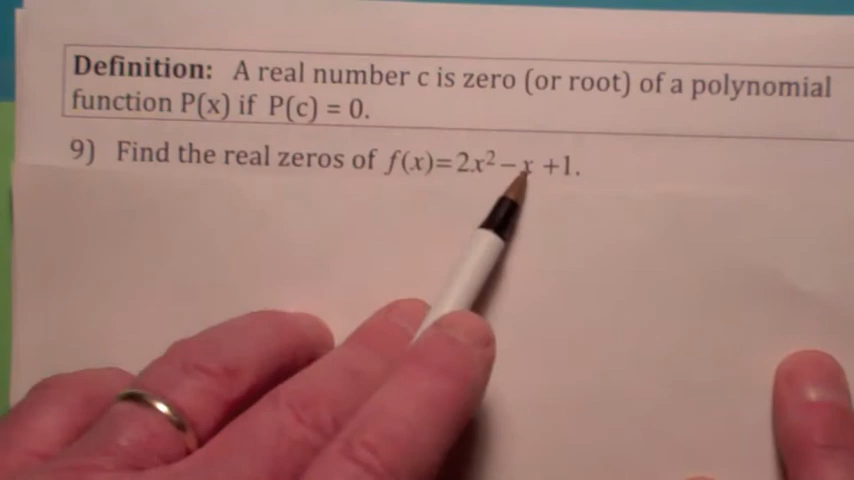 Definition: A real number c is zero (or root) of a polynomial
function P(x) if P(c) = 0.
9) Find the real zeros of f(x)=2x²−x +1.